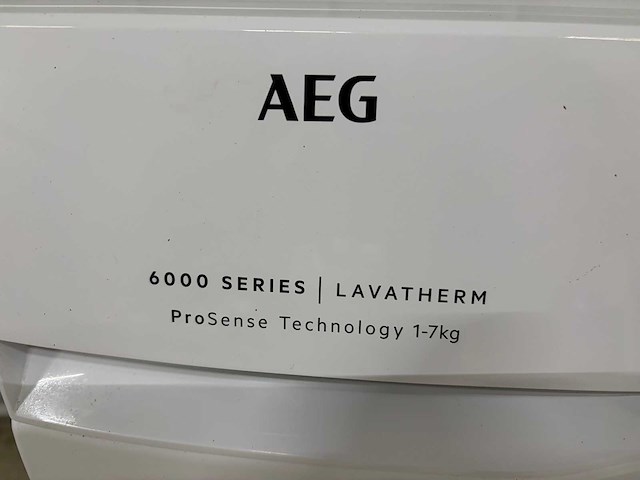 AEG
6000 SERIES | LAVATHERM
ProSense Technology 1-7kg